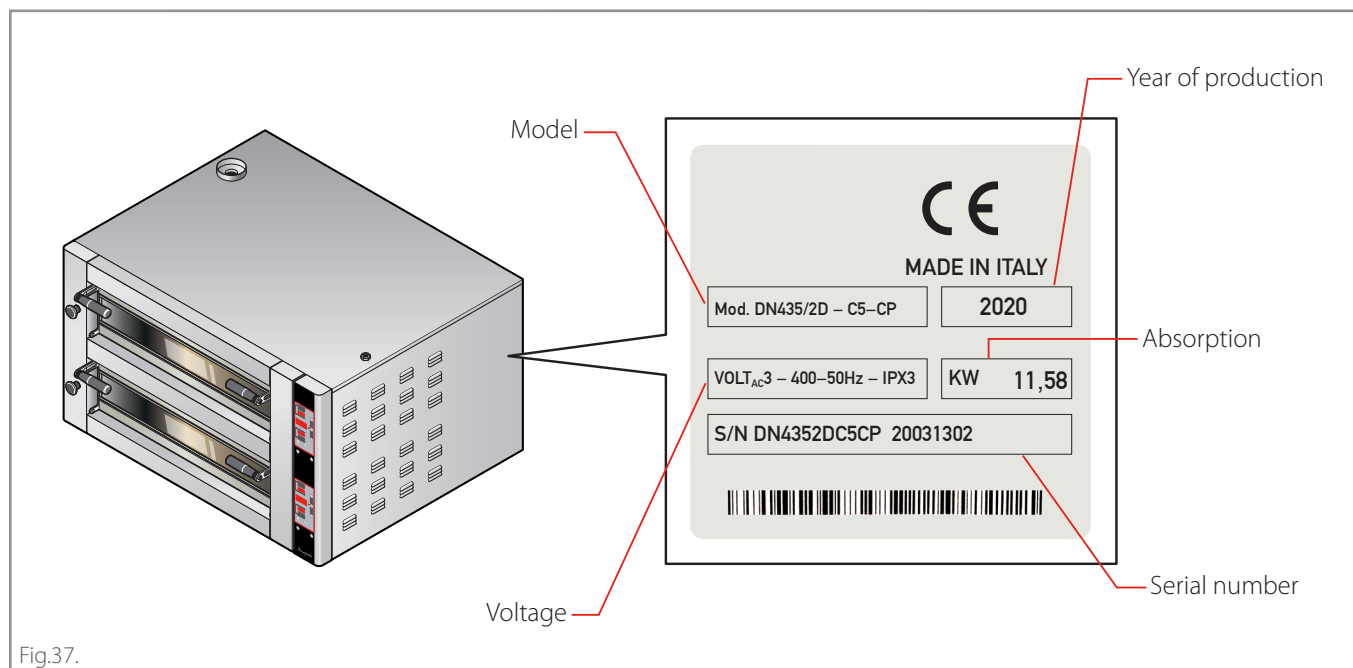 Year of production
Model
CE
MADE IN ITALY
Mod. DN435/2D – C5–CP
2020
Absorption
VOLTAC3 – 400–50Hz – IPX3
KW 11,58
S/N DN4352DC5CP 20031302
Serial number
Voltage
Fig.37.